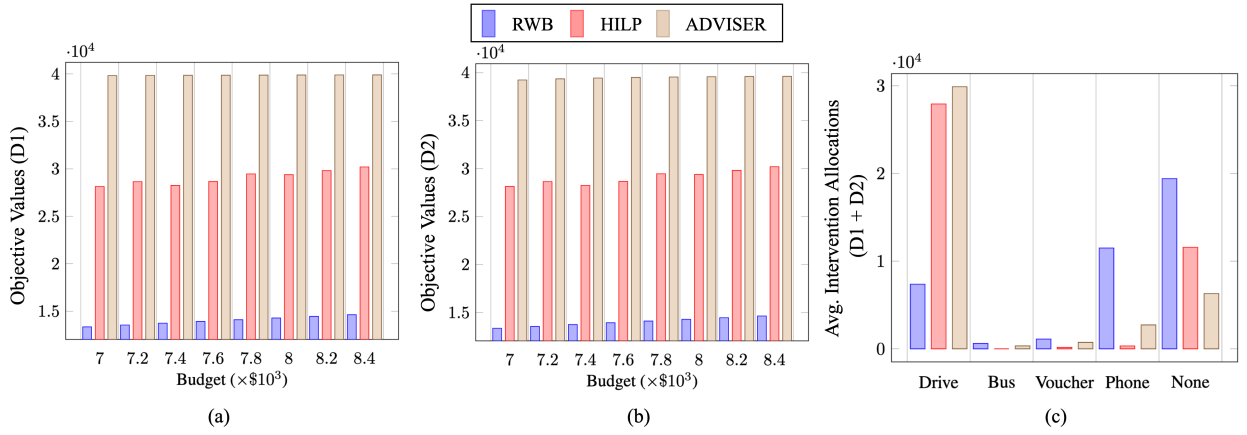 RWB HILP ADVISER
·10⁴
4
3.5
3
2.5
2
1.5
7 7.2 7.4 7.6 7.8 8 8.2 8.4
Budget (×$10³)
Objective Values (D1)
(a)
·10⁴
4
3.5
3
2.5
2
1.5
7 7.2 7.4 7.6 7.8 8 8.2 8.4
Budget (×$10³)
Objective Values (D2)
(b)
·10⁴
3
2
1
0
Drive Bus Voucher Phone None
Avg. Intervention Allocations
(D1 + D2)
(c)